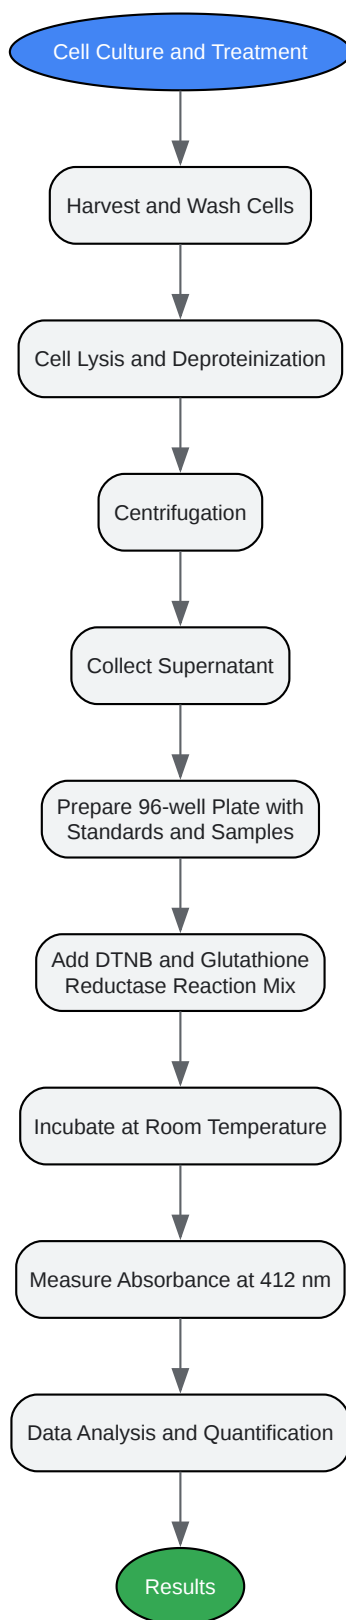 Cell Culture and Treatment
Harvest and Wash Cells
Cell Lysis and Deproteinization
Centrifugation
Collect Supernatant
Prepare 96-well Plate with
Standards and Samples
Add DTNB and Glutathione
Reductase Reaction Mix
Incubate at Room Temperature
Measure Absorbance at 412 nm
Data Analysis and Quantification
Results